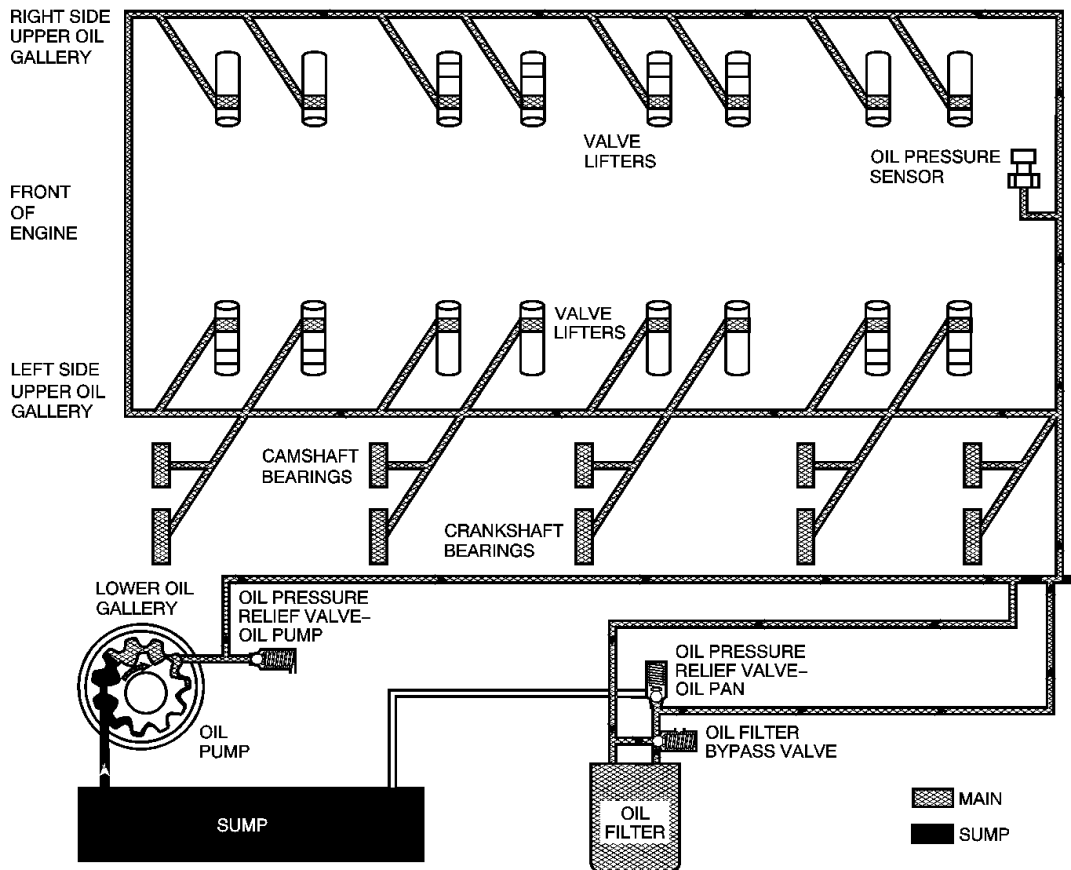 RIGHT SIDE
UPPER OIL
GALLERY
VALVE
LIFTERS
OIL PRESSURE
SENSOR
FRONT
OF
ENGINE
VALVE
LIFTERS
LEFT SIDE
UPPER OIL
GALLERY
CAMSHAFT
BEARINGS
CRANKSHAFT
BEARINGS
LOWER OIL
GALLERY
OIL PRESSURE
RELIEF VALVE–
OIL PUMP
OIL PRESSURE
RELIEF VALVE–
OIL PAN
OIL
PUMP
OIL FILTER
BYPASS VALVE
SUMP
OIL
FILTER
MAIN
SUMP